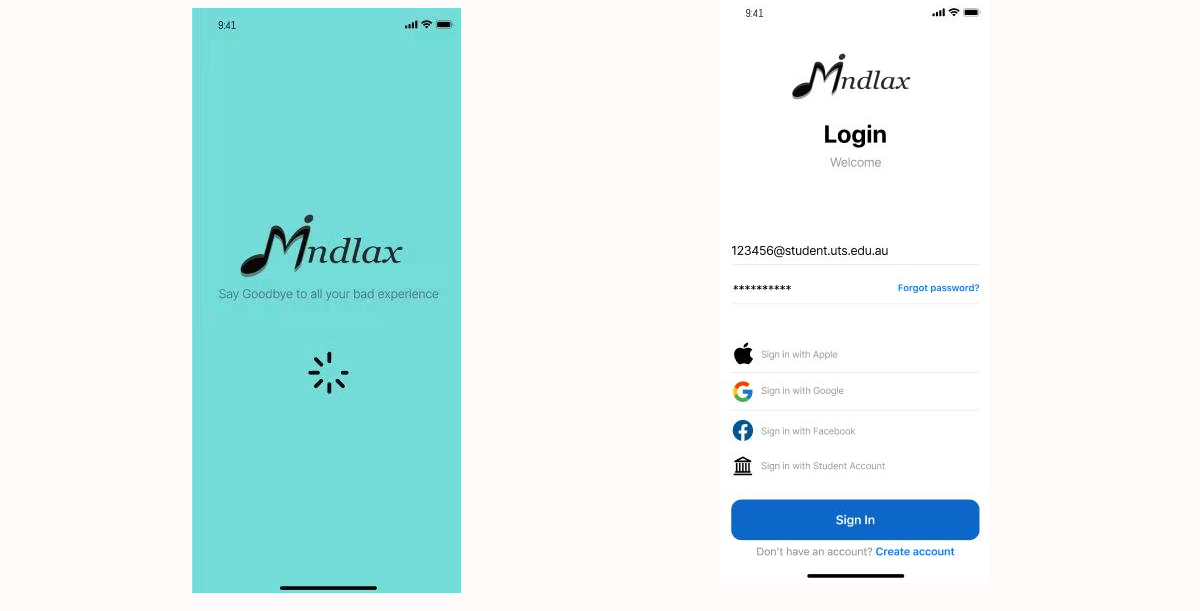 9:41
Mindlax
Say Goodbye to all your bad experience
9:41
Mindlax
Login
Welcome
123456@student.uts.edu.au
**********
Forgot password?
Sign in with Apple
Sign in with Google
Sign in with Facebook
Sign in with Student Account
Sign In
Don't have an account? Create account